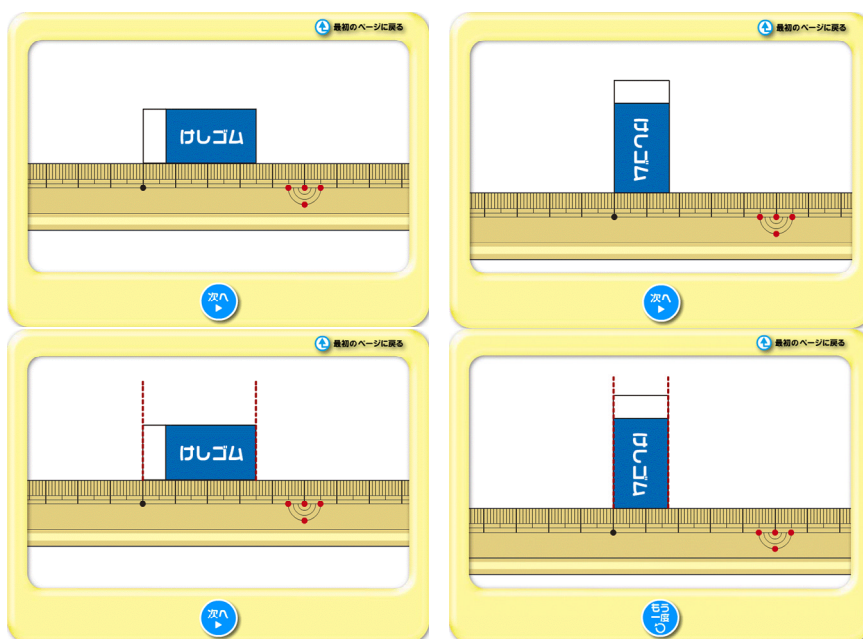 最初のページに戻る
けしゴム
次へ
最初のページに戻る
けしゴム
次へ
最初のページに戻る
けしゴム
次へ
最初のページに戻る
けしゴム
もう
一度